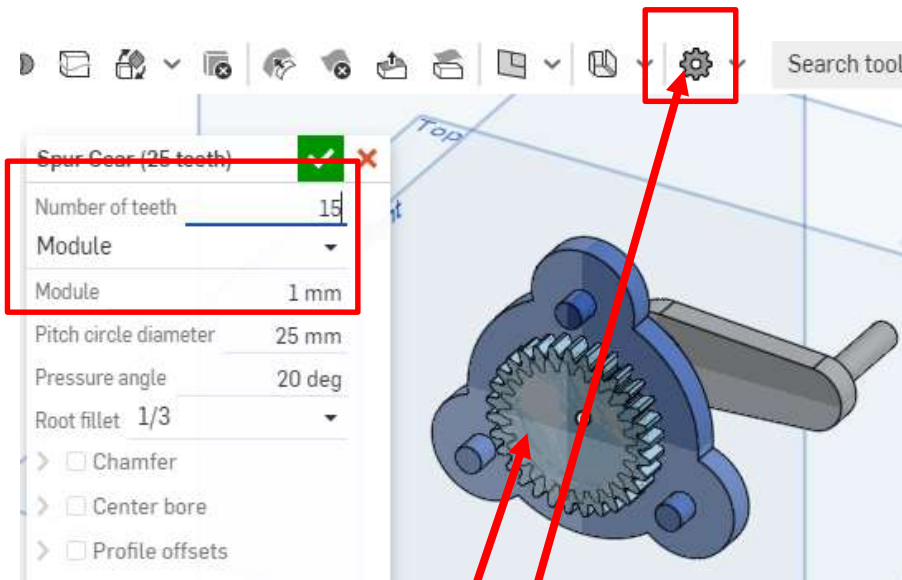 Search tool
Top
Spur Gear (25 teeth)
Number of teeth 15
Module
Module 1 mm
Pitch circle diameter 25 mm
Pressure angle 20 deg
Root fillet 1/3
Chamfer
Center bore
Profile offsets